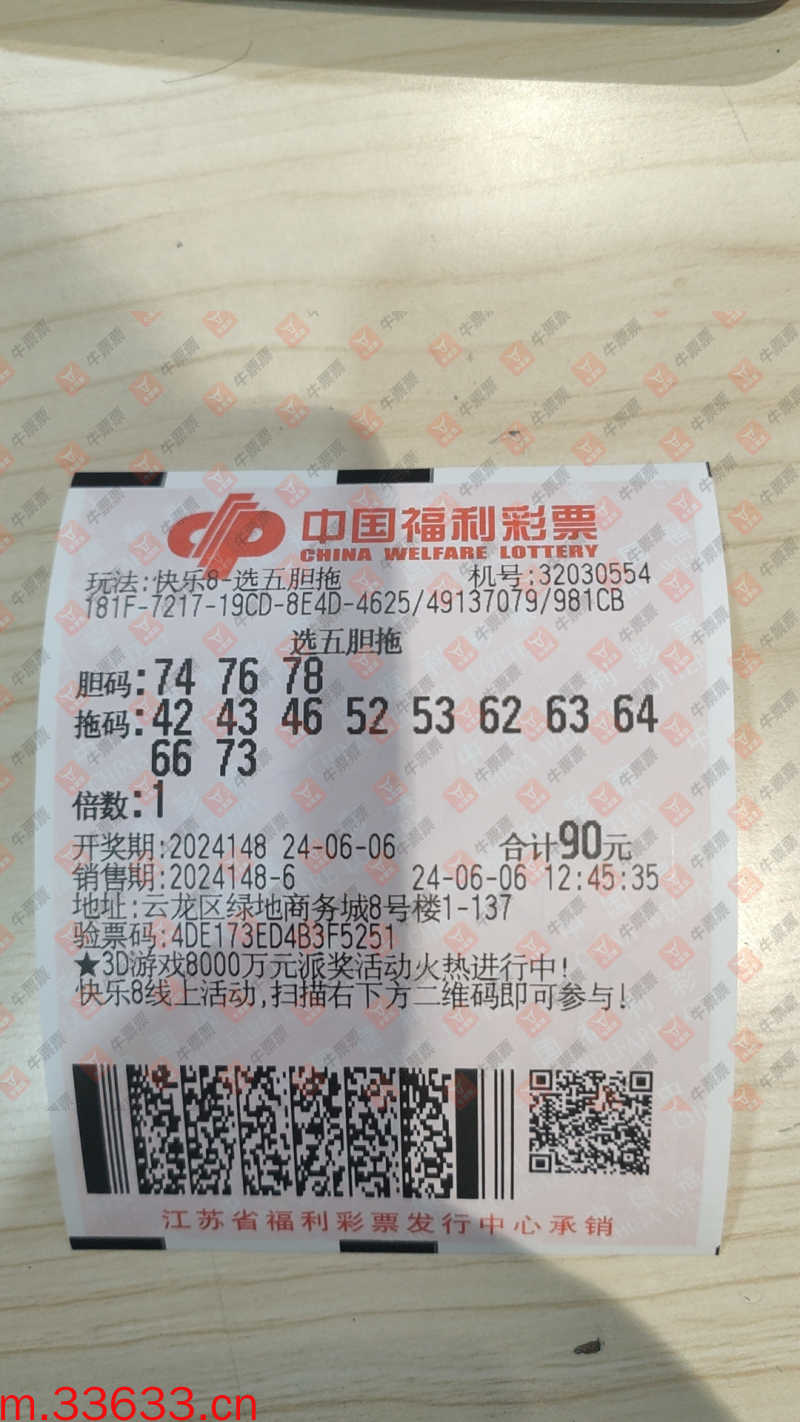 中国福利彩票
CHINA WELFARE LOTTERY
玩法:快乐8-选五胆拖 机号:32030554
181F-7217-19CD-8E4D-4625/49137079/981CB
选五胆拖
胆码:74 76 78
拖码:42 43 46 52 53 62 63 64
66 73
倍数:1
开奖期:2024148 24-06-06 合计90元
销售期:2024148-6 24-06-06 12:45:35
地址:云龙区绿地商务城8号楼1-137
验票码:4DE173ED4B3F5251
★3D游戏8000万元派奖活动火热进行中!
快乐8线上活动,扫描右下方二维码即可参与!
江苏省福利彩票发行中心承销
牛票票
m.33633.cn